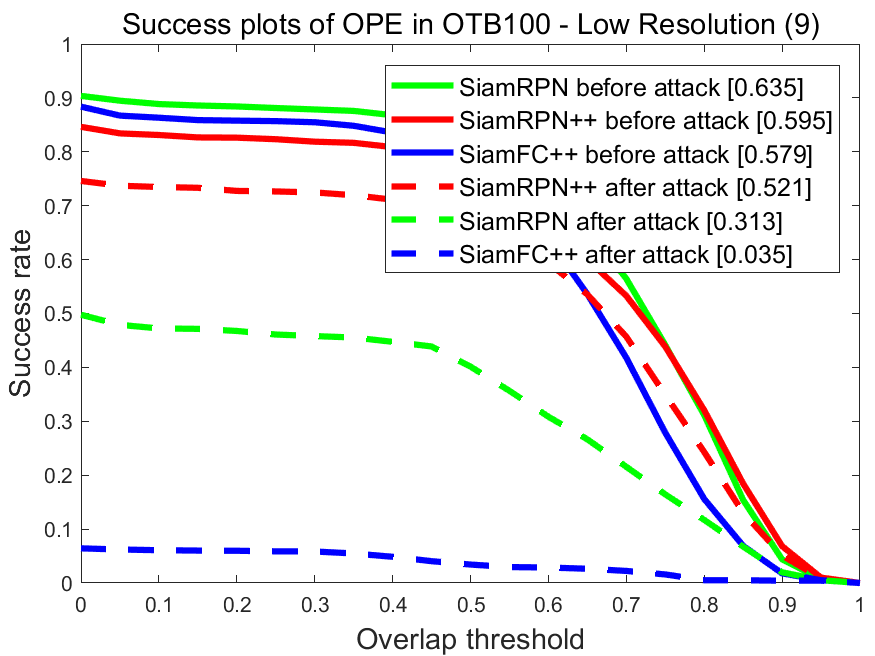 Success plots of OPE in OTB100 - Low Resolution (9)
1
0.9
0.8
0.7
0.6
0.5
0.4
0.3
0.2
0.1
0
Success rate
SiamRPN before attack [0.635]
SiamRPN++ before attack [0.595]
SiamFC++ before attack [0.579]
SiamRPN++ after attack [0.521]
SiamRPN after attack [0.313]
SiamFC++ after attack [0.035]
0 0.1 0.2 0.3 0.4 0.5 0.6 0.7 0.8 0.9 1
Overlap threshold